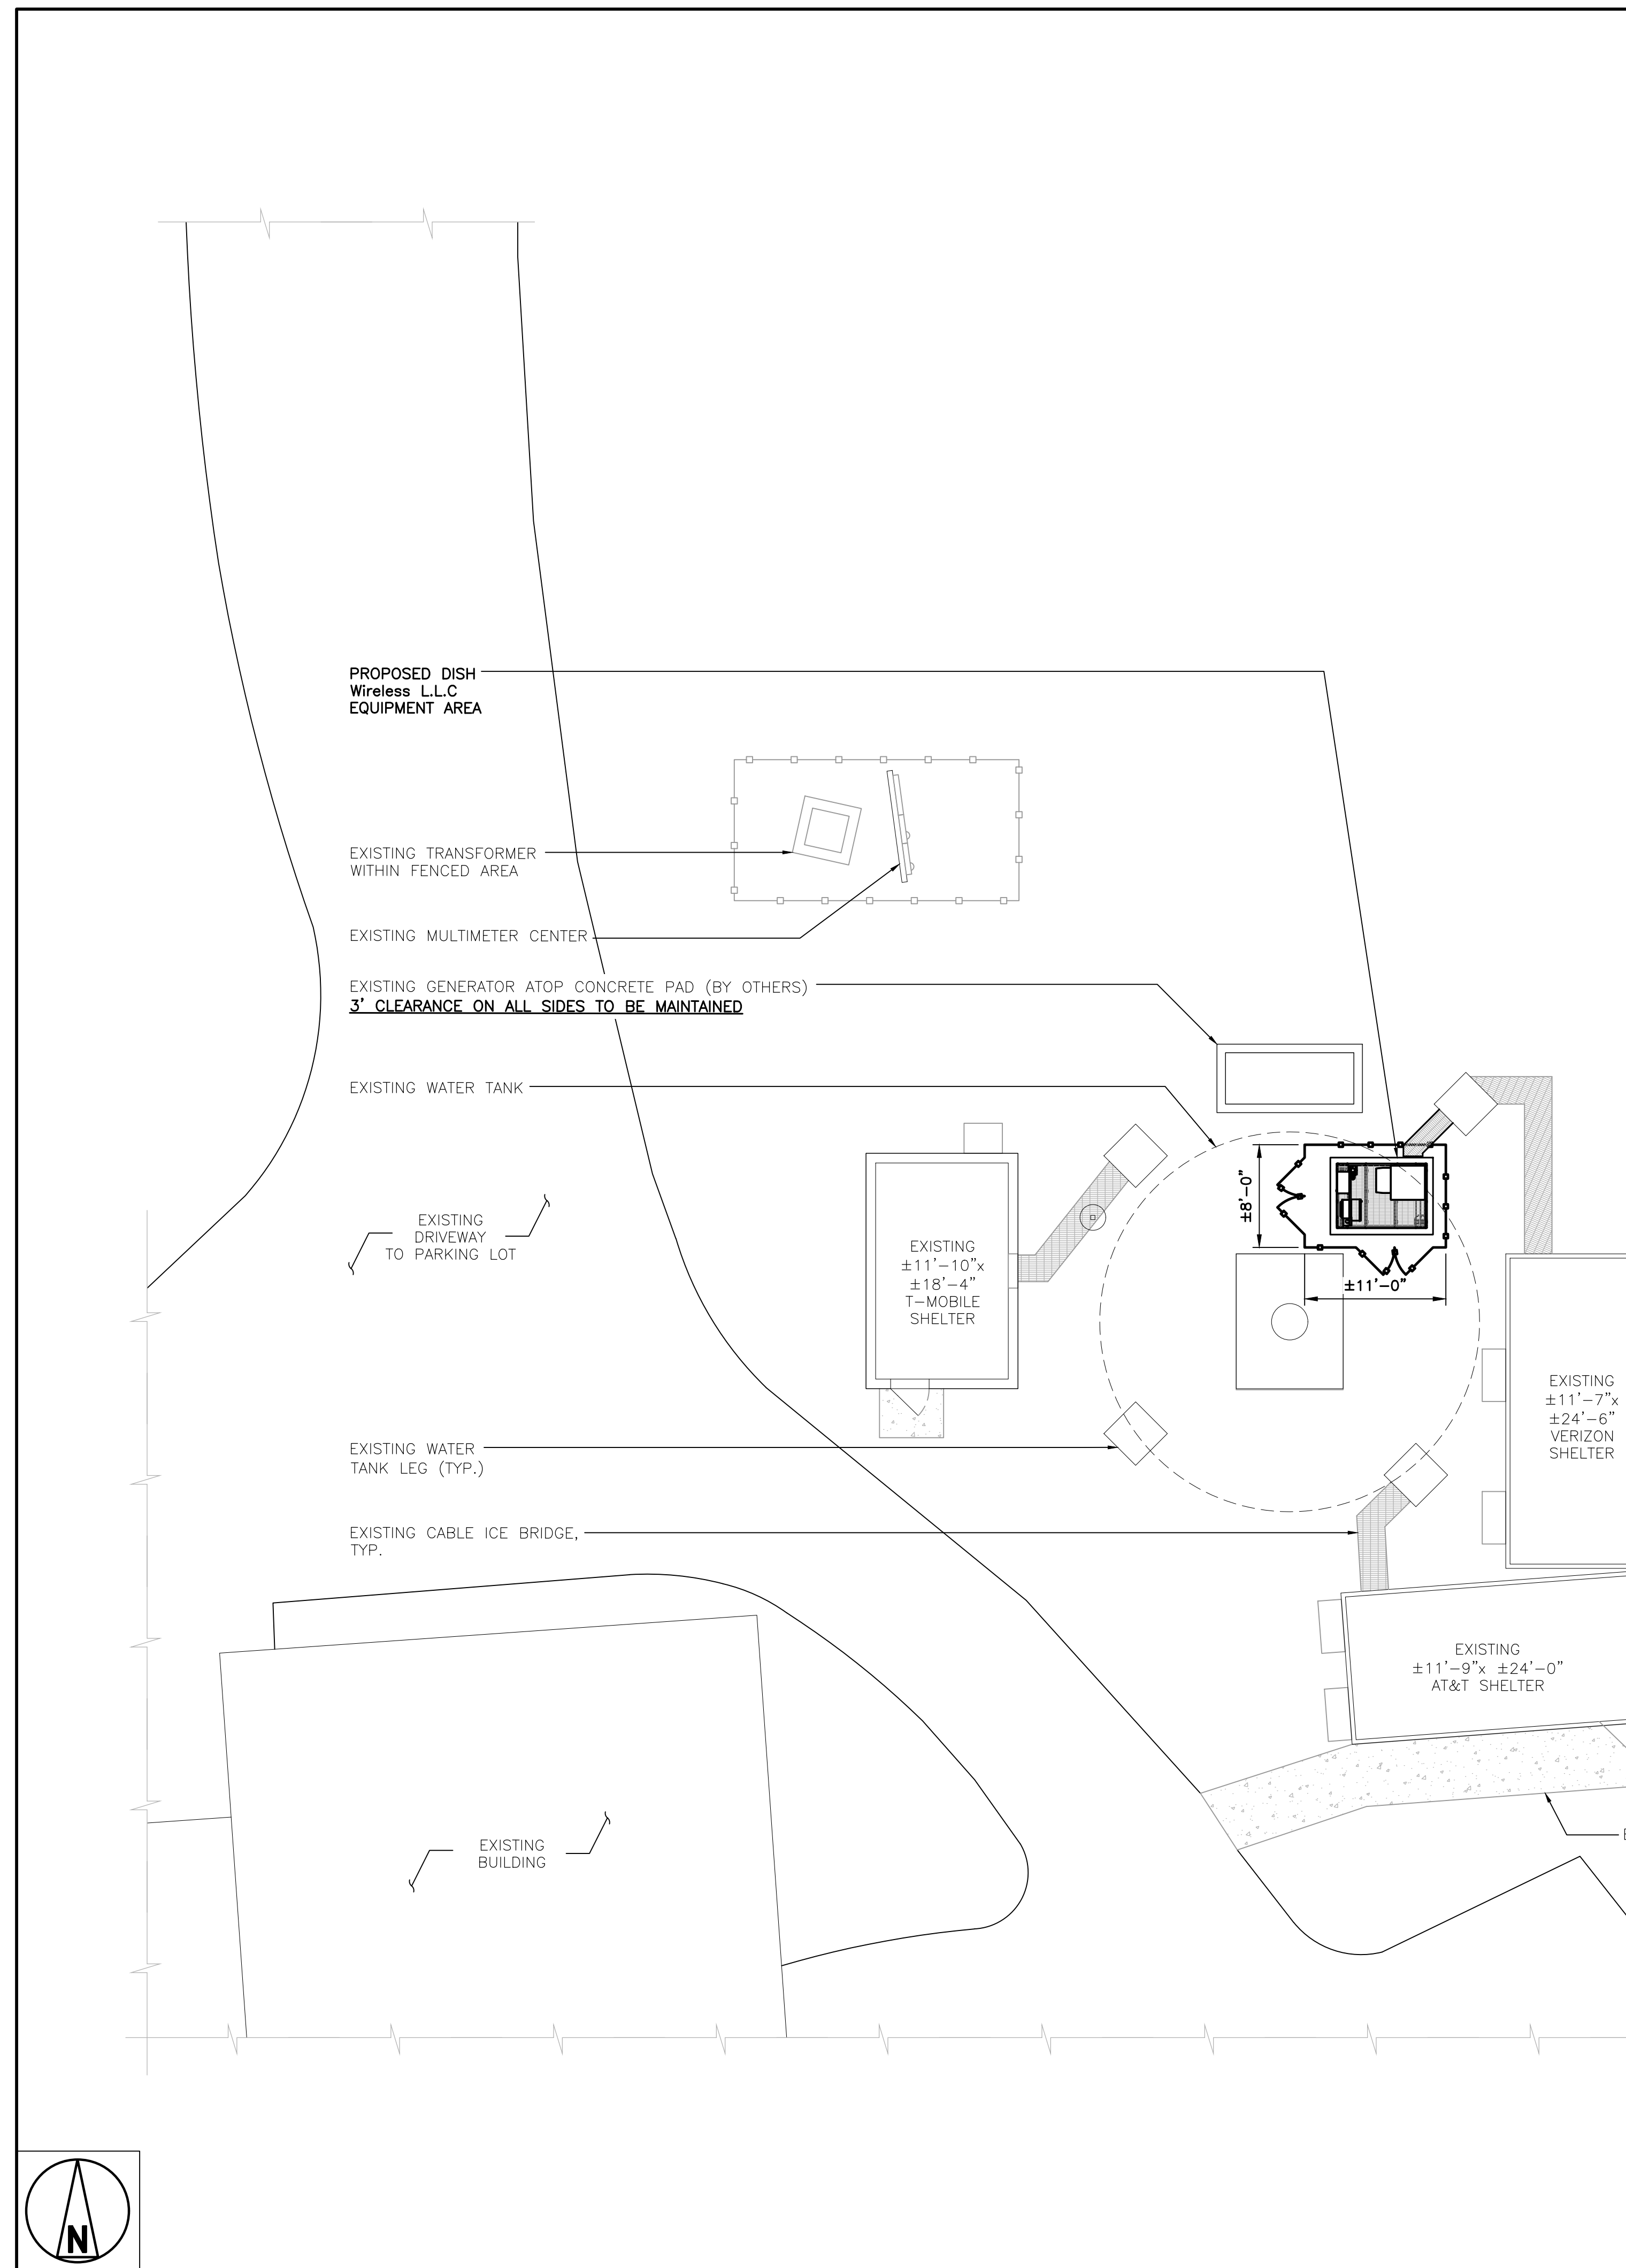 PROPOSED DISH
Wireless L.L.C
EQUIPMENT AREA
EXISTING TRANSFORMER
WITHIN FENCED AREA
EXISTING MULTIMETER CENTER
EXISTING GENERATOR ATOP CONCRETE PAD (BY OTHERS)
3' CLEARANCE ON ALL SIDES TO BE MAINTAINED
EXISTING WATER TANK
±8'-0"
±11'-0"
EXISTING
DRIVEWAY
TO PARKING LOT
EXISTING
±11'-10"x
±18'-4"
T-MOBILE
SHELTER
EXISTING
±11'-7"x
±24'-6"
VERIZON
SHELTER
EXISTING WATER
TANK LEG (TYP.)
EXISTING CABLE ICE BRIDGE,
TYP.
EXISTING
±11'-9"x ±24'-0"
AT&T SHELTER
EXISTING
BUILDING
N